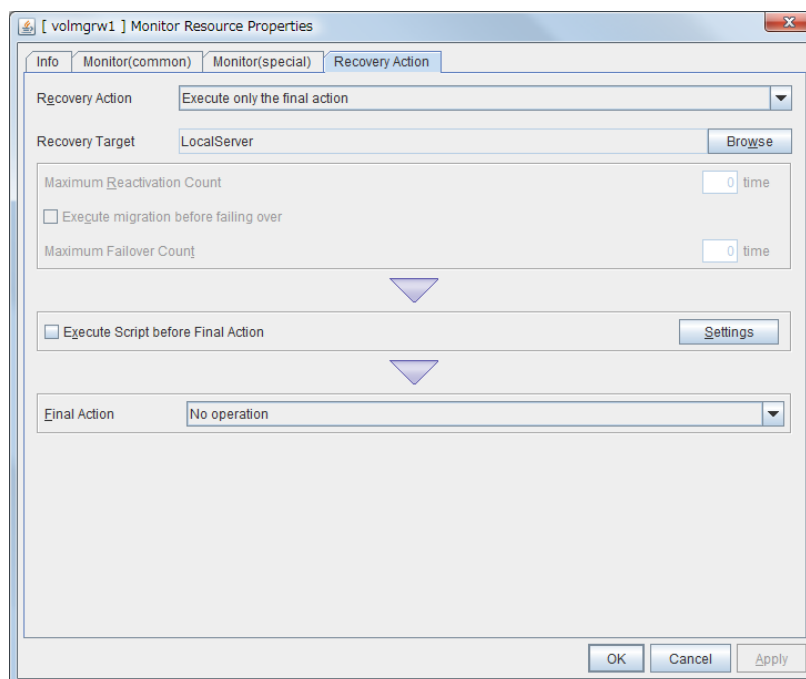 [ volmgrw1 ] Monitor Resource Properties
Info Monitor(common) Monitor(special) Recovery Action
Recovery Action Execute only the final action
Recovery Target LocalServer Browse
Maximum Reactivation Count 0 time
Execute migration before failing over
Maximum Failover Count 0 time
Execute Script before Final Action Settings
Final Action No operation
OK Cancel Apply